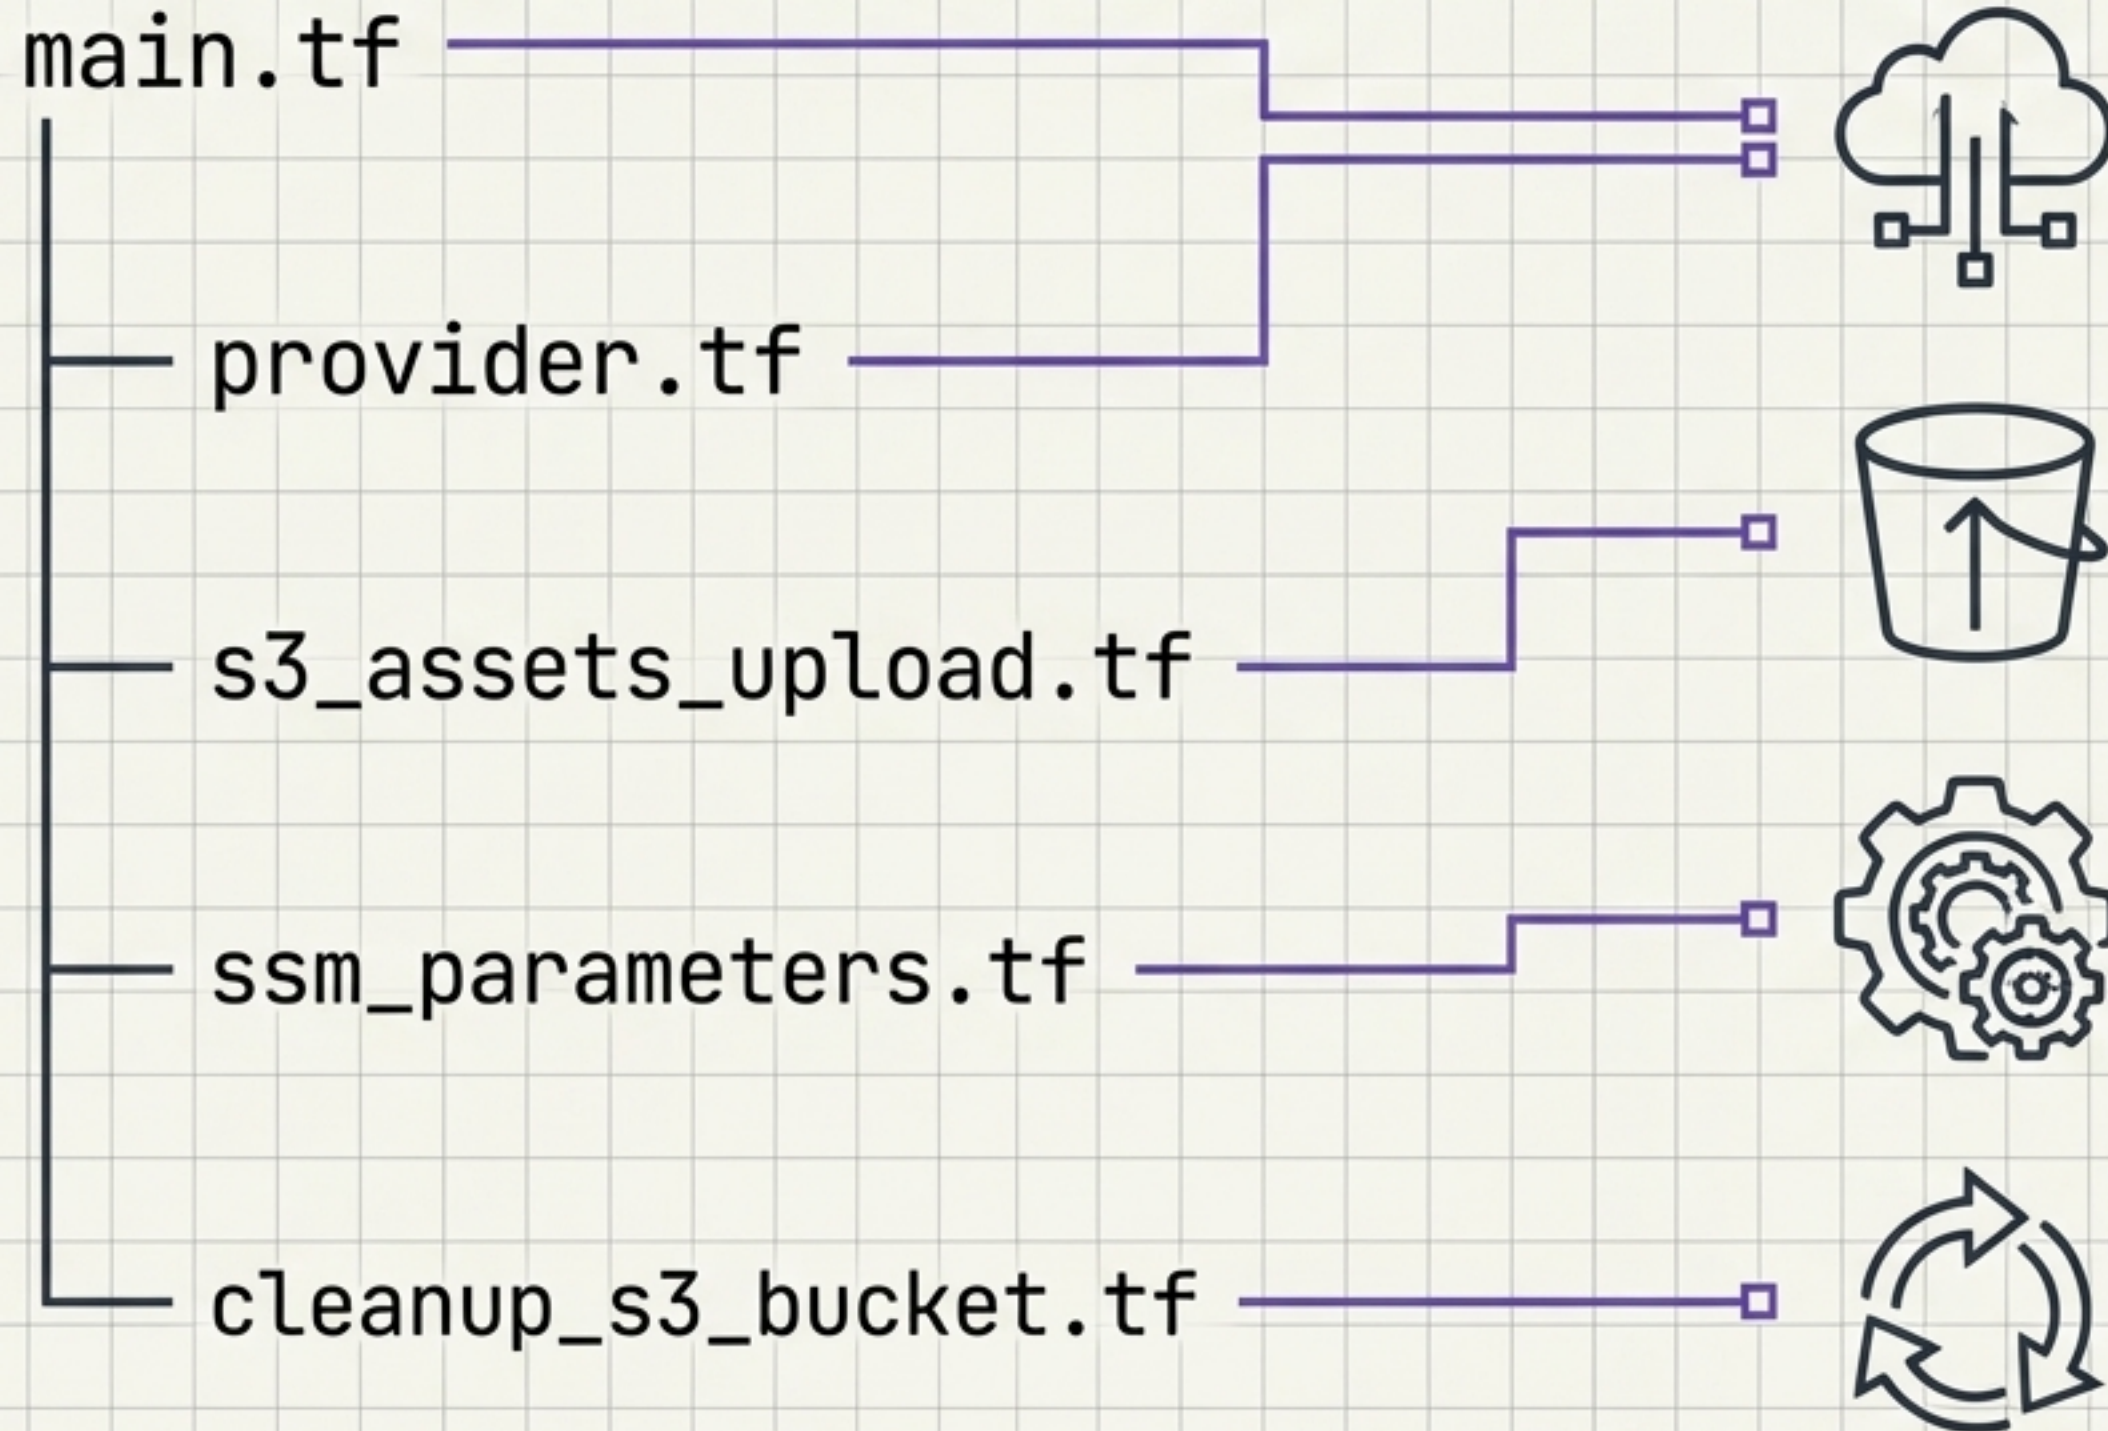 main.tf
provider.tf
s3_assets_upload.tf
ssm_parameters.tf
cleanup_s3_bucket.tf